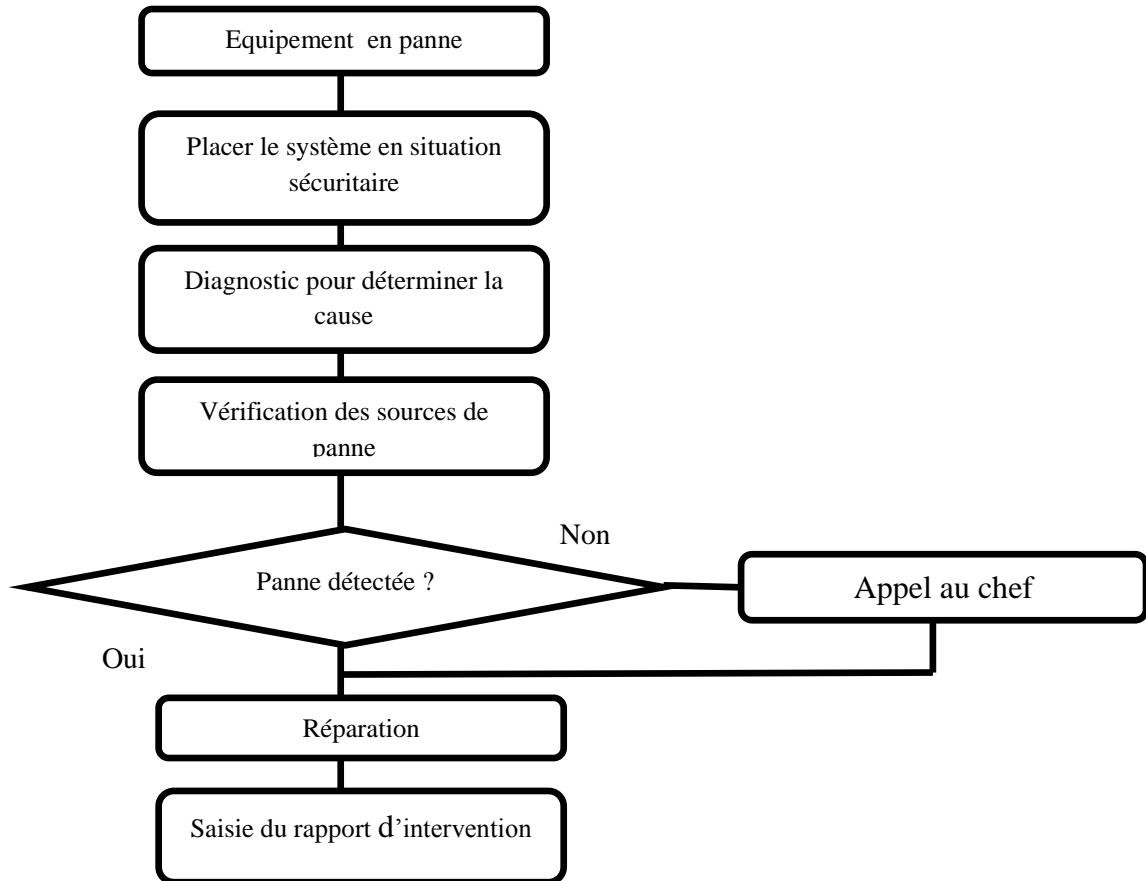 Equipement en panne
Placer le système en situation
sécuritaire
Diagnostic pour déterminer la
cause
Vérification des sources de
panne
Non
Panne détectée ?
Appel au chef
Oui
Réparation
Saisie du rapport d’intervention